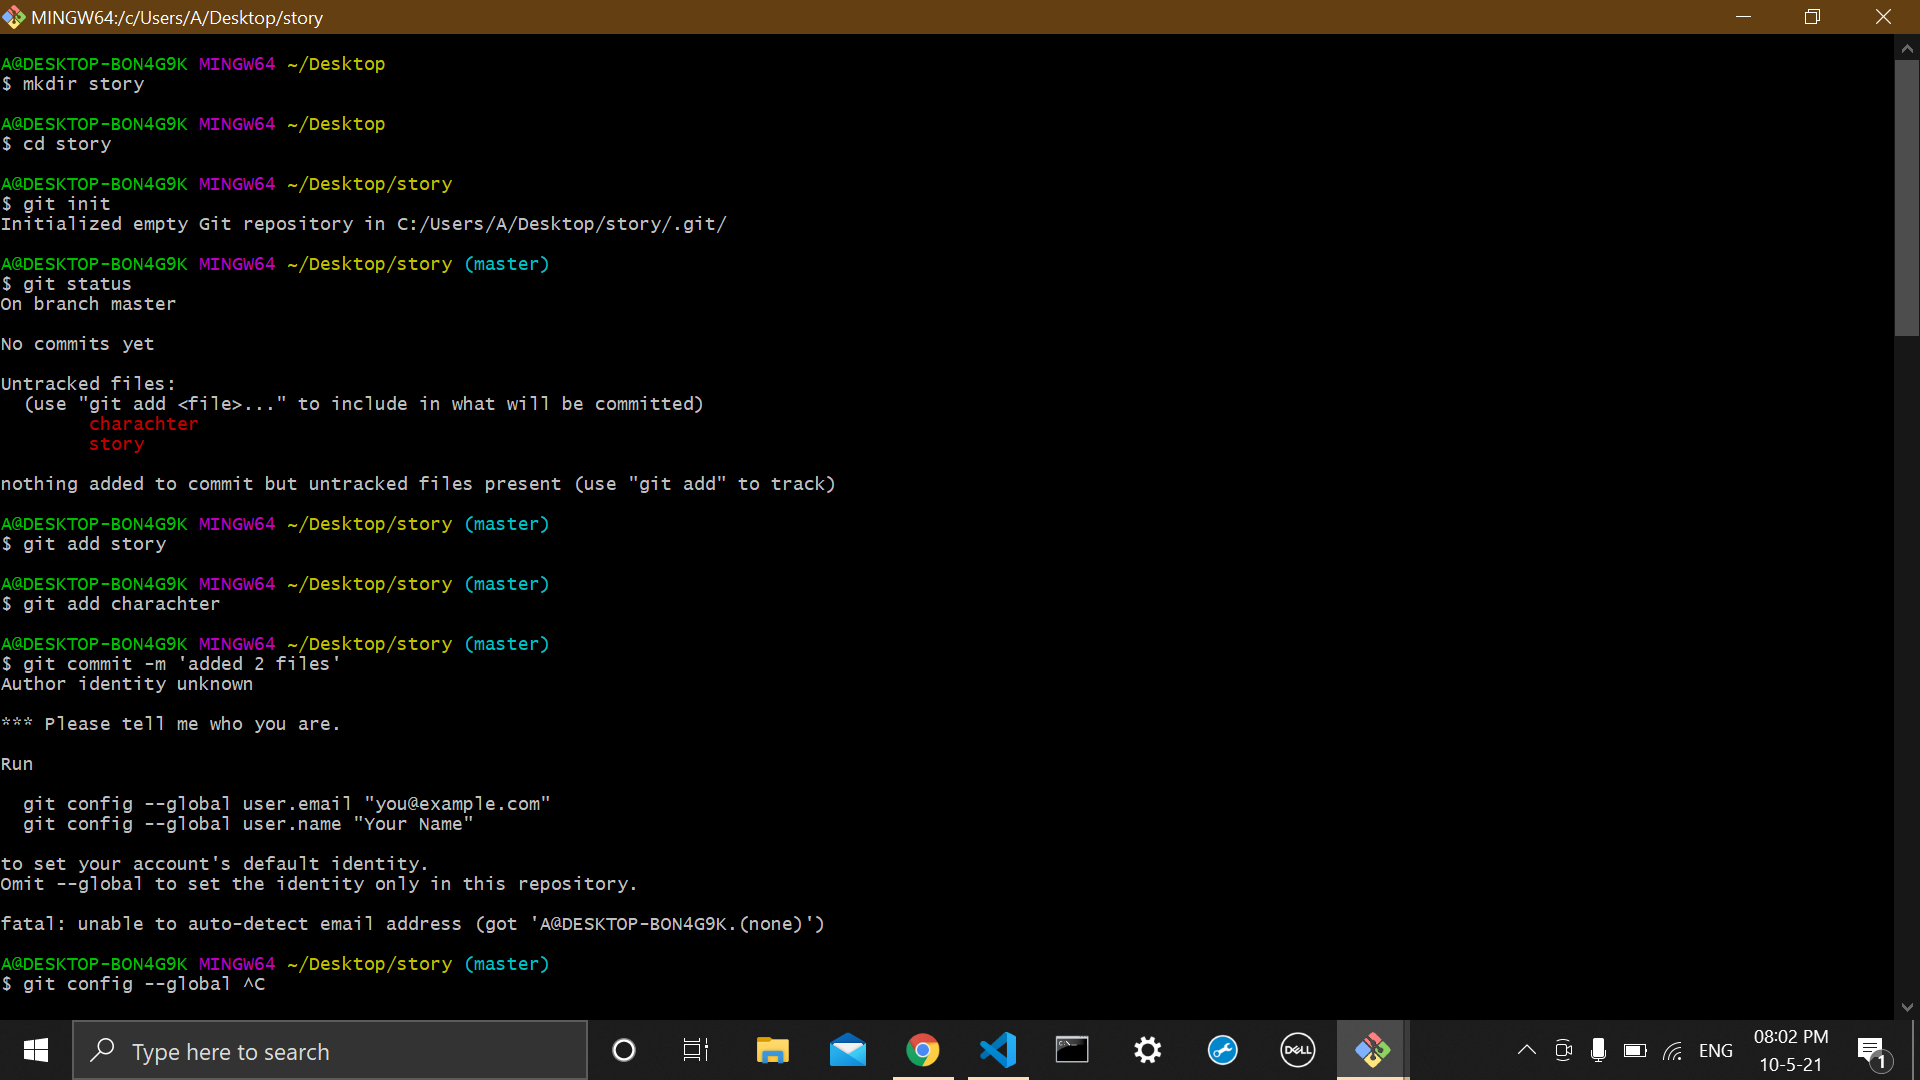 MINGW64:/c/Users/A/Desktop/story
A@DESKTOP-BON4G9K MINGW64 ~/Desktop
$ mkdir story
A@DESKTOP-BON4G9K MINGW64 ~/Desktop
$ cd story
A@DESKTOP-BON4G9K MINGW64 ~/Desktop/story
$ git init
Initialized empty Git repository in C:/Users/A/Desktop/story/.git/
A@DESKTOP-BON4G9K MINGW64 ~/Desktop/story (master)
$ git status
On branch master
No commits yet
Untracked files:
  (use "git add <file>..." to include in what will be committed)
        charachter
        story
nothing added to commit but untracked files present (use "git add" to track)
A@DESKTOP-BON4G9K MINGW64 ~/Desktop/story (master)
$ git add story
A@DESKTOP-BON4G9K MINGW64 ~/Desktop/story (master)
$ git add charachter
A@DESKTOP-BON4G9K MINGW64 ~/Desktop/story (master)
$ git commit -m 'added 2 files'
Author identity unknown
*** Please tell me who you are.
Run
  git config --global user.email "you@example.com"
  git config --global user.name "Your Name"
to set your account's default identity.
Omit --global to set the identity only in this repository.
fatal: unable to auto-detect email address (got 'A@DESKTOP-BON4G9K.(none)')
A@DESKTOP-BON4G9K MINGW64 ~/Desktop/story (master)
$ git config --global ^C
Type here to search
DELL
ENG
08:02 PM
10-5-21
1